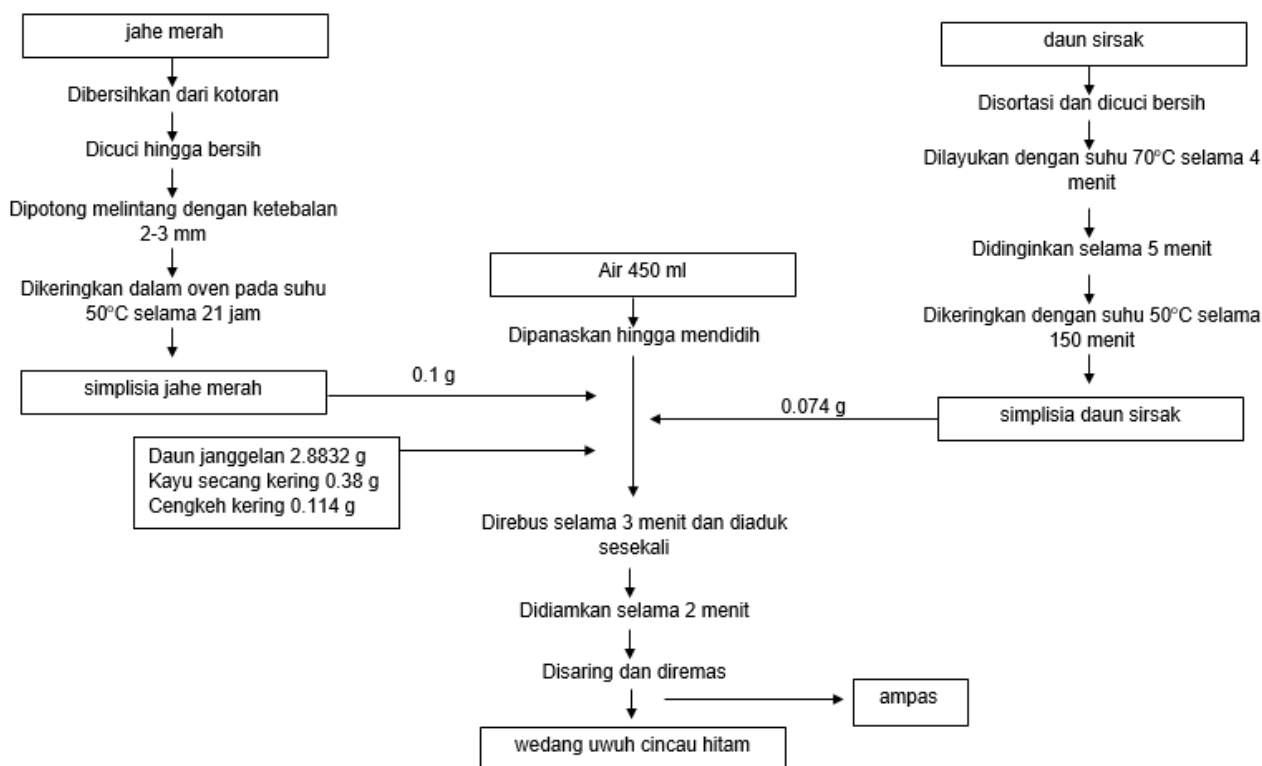 jahe merah
Dibersihkan dari kotoran
Dicuci hingga bersih
Dipotong melintang dengan ketebalan
2-3 mm
Dikeringkan dalam oven pada suhu
50°C selama 21 jam
simplisia jahe merah
0.1 g
Daun janggelan 2.8832 g
Kayu secang kering 0.38 g
Cengkeh kering 0.114 g
daun sirsak
Disortasi dan dicuci bersih
Dilayukan dengan suhu 70°C selama 4
menit
Didinginkan selama 5 menit
Dikeringkan dengan suhu 50°C selama
150 menit
simplisia daun sirsak
0.074 g
Air 450 ml
Dipanaskan hingga mendidih
Direbus selama 3 menit dan diaduk
sesekali
Didiamkan selama 2 menit
Disaring dan diremas
ampas
wedang uwuh cincau hitam